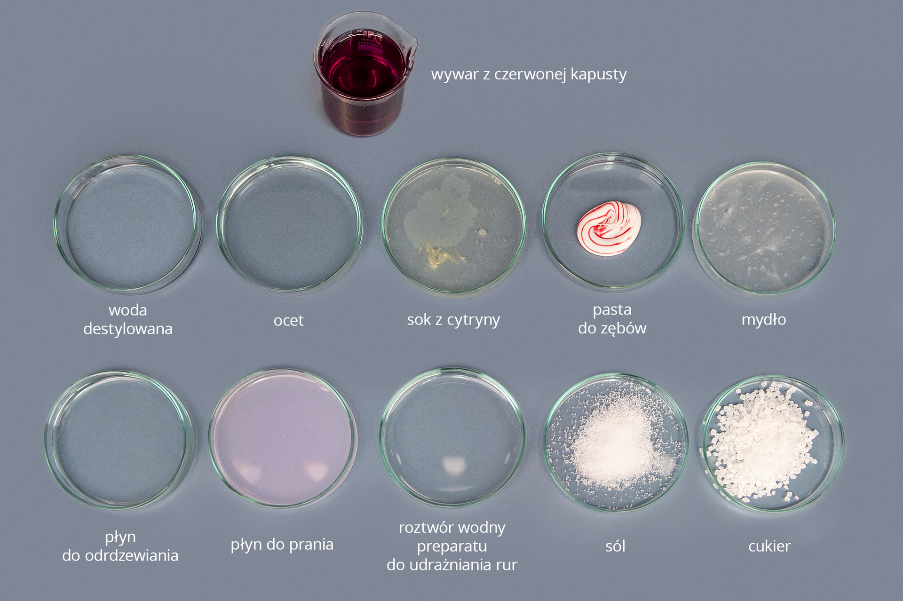 wywar z czerwonej kapusty
woda
destylowana
ocet
sok z cytryny
pasta
do zębów
mydło
płyn
do odrdzewiania
płyn do prania
roztwór wodny
preparatu
do udrażniania rur
sól
cukier